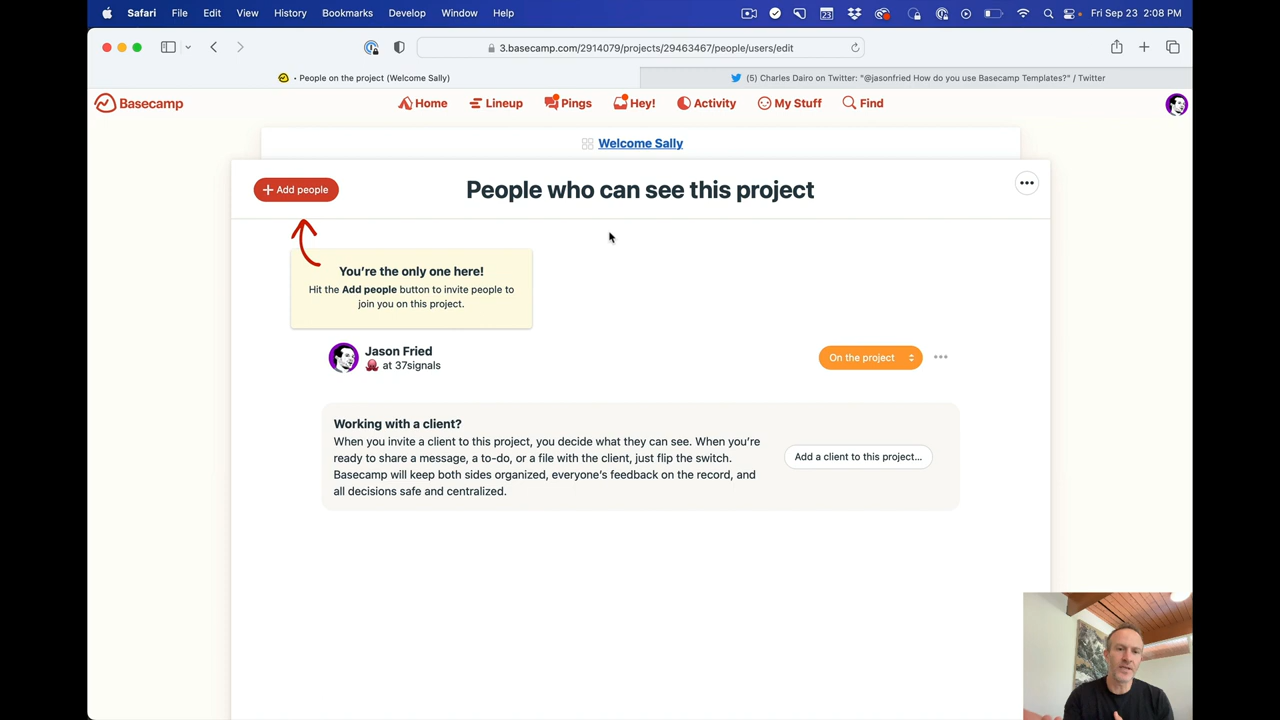 Safari File Edit View History Bookmarks Develop Window Help
23
Fri Sep 23 2:08 PM
3.basecamp.com/2914079/projects/29463467/people/users/edit
• People on the project (Welcome Sally)
(5) Charles Dairo on Twitter: "@jasonfried How do you use Basecamp Templates?" / Twitter
Basecamp
Home Lineup Pings Hey! Activity My Stuff Find
Welcome Sally
+ Add people
People who can see this project
You're the only one here!
Hit the Add people button to invite people to
join you on this project.
Jason Fried
at 37signals
On the project
Working with a client?
When you invite a client to this project, you decide what they can see. When you're
ready to share a message, a to-do, or a file with the client, just flip the switch.
Basecamp will keep both sides organized, everyone's feedback on the record, and
all decisions safe and centralized.
Add a client to this project...